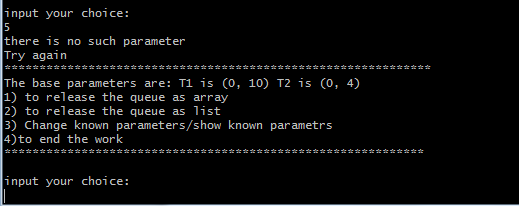 input your choice:
5
there is no such parameter
Try again
*************************************************************
The base parameters are: T1 is (0, 10) T2 is (0, 4)
1) to release the queue as array
2) to release the queue as list
3) Change known parameters/show known parametrs
4)to end the work
************************************************************
input your choice: